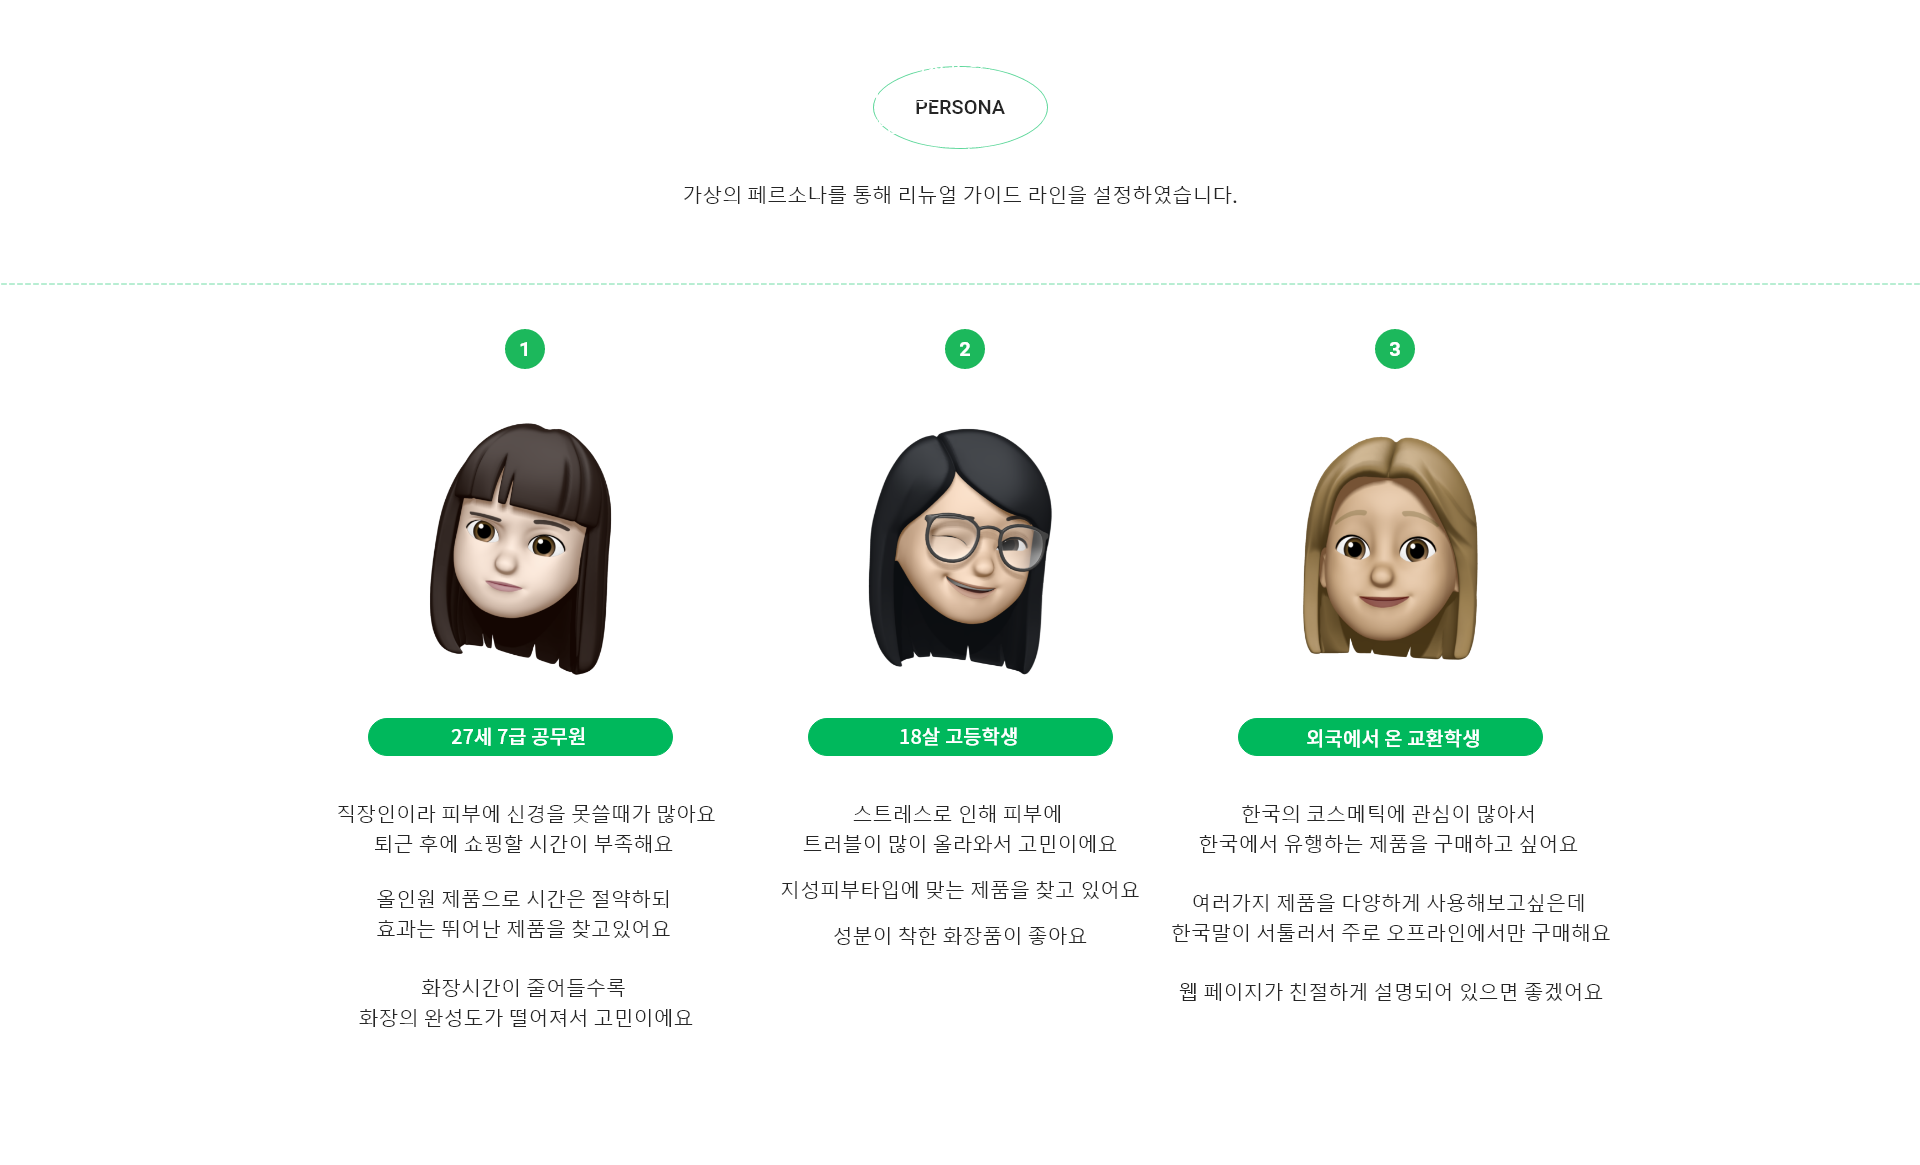 PERSONA
가상의 페르소나를 통해 리뉴얼 가이드 라인을 설정하였습니다.
1
2
3
27세 7급 공무원
직장인이라 피부에 신경을 못쓸때가 많아요
퇴근 후에 쇼핑할 시간이 부족해요
올인원 제품으로 시간은 절약하되
효과는 뛰어난 제품을 찾고있어요
화장시간이 줄어들수록
화장의 완성도가 떨어져서 고민이에요
18살 고등학생
스트레스로 인해 피부에
트러블이 많이 올라와서 고민이에요
지성피부타입에 맞는 제품을 찾고 있어요
성분이 착한 화장품이 좋아요
외국에서 온 교환학생
한국의 코스메틱에 관심이 많아서
한국에서 유행하는 제품을 구매하고 싶어요
여러가지 제품을 다양하게 사용해보고싶은데
한국말이 서툴러서 주로 오프라인에서만 구매해요
웹 페이지가 친절하게 설명되어 있으면 좋겠어요